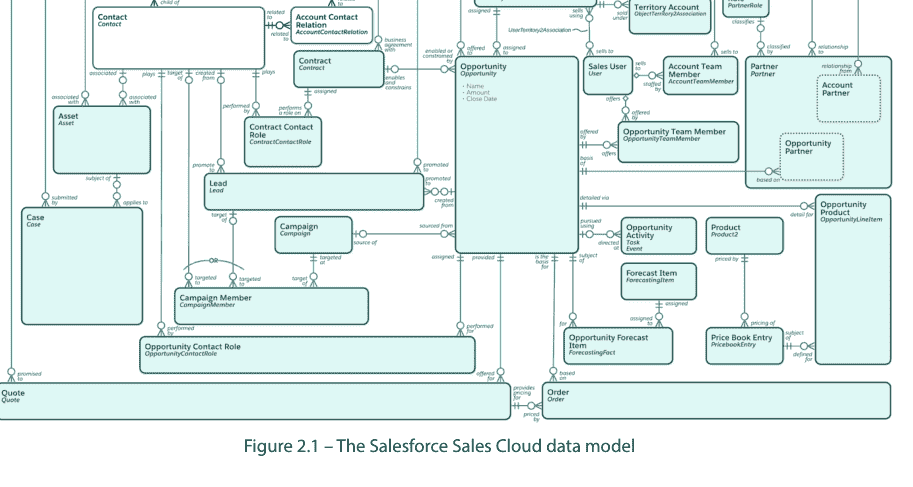 child of
Contact
Contact
related
to
related
to
Account Contact
Relation
AccountContactRelation
business
agreement
with
Contract
Contract
enables
and
constrains
enabled or
constrained
by
assigned
offered
to
assigned
to
sells
using
UserTerritory2Association
sold
under
Territory Account
ObjectTerritory2Association
PartnerRole
classifies
classified
by
relationship
to
sells to
sells to
Opportunity
Opportunity
- Name
- Amount
- Close Date
Sales User
User
sells
to
staffed
by
Account Team
Member
AccountTeamMember
Partner
Partner
relationship
from
Account
Partner
Opportunity
Partner
based on
associated
plays
target
of
created
from
plays
assigned
associated
with
associated
with
performed
by
performs
a role on
offers
offered
by
offered
by
offers
basis
of
Opportunity Team Member
OpportunityTeamMember
Asset
Asset
Contract Contact
Role
ContractContactRole
subject of
promote
promoted
to
promoted
to
created
from
Lead
Lead
submitted
by
applies to
Case
Case
target
of
Campaign
Campaign
source of
sourced from
targeted
at
target
of
OR
targeted
to
targeted
to
Campaign Member
CampaignMember
detailed via
detail for
Opportunity
Product
OpportunityLineItem
pursued
using
directed
at
Opportunity
Activity
Task
Event
Product
Product2
priced by
assigned
provided
is the
basis
for
subject
of
Forecast Item
ForecastingItem
assigned
assigned
to
pricing of
for
Opportunity Forecast
Item
ForecastingFact
Price Book Entry
PricebookEntry
subject
of
defined
for
performed
by
performed
for
Opportunity Contact Role
OpportunityContactRole
promised
to
offered
for
based
on
Quote
Quote
provides
pricing
for
priced
by
Order
Order
Figure 2.1 – The Salesforce Sales Cloud data model